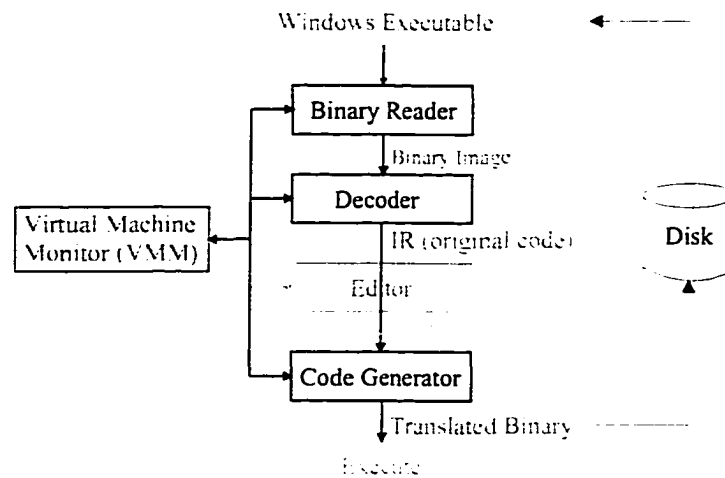 Windows Executable
Binary Reader
Binary Image
Decoder
Virtual Machine
Monitor (VMM)
IR (original code)
Disk
Editor
Code Generator
Translated Binary
Execute